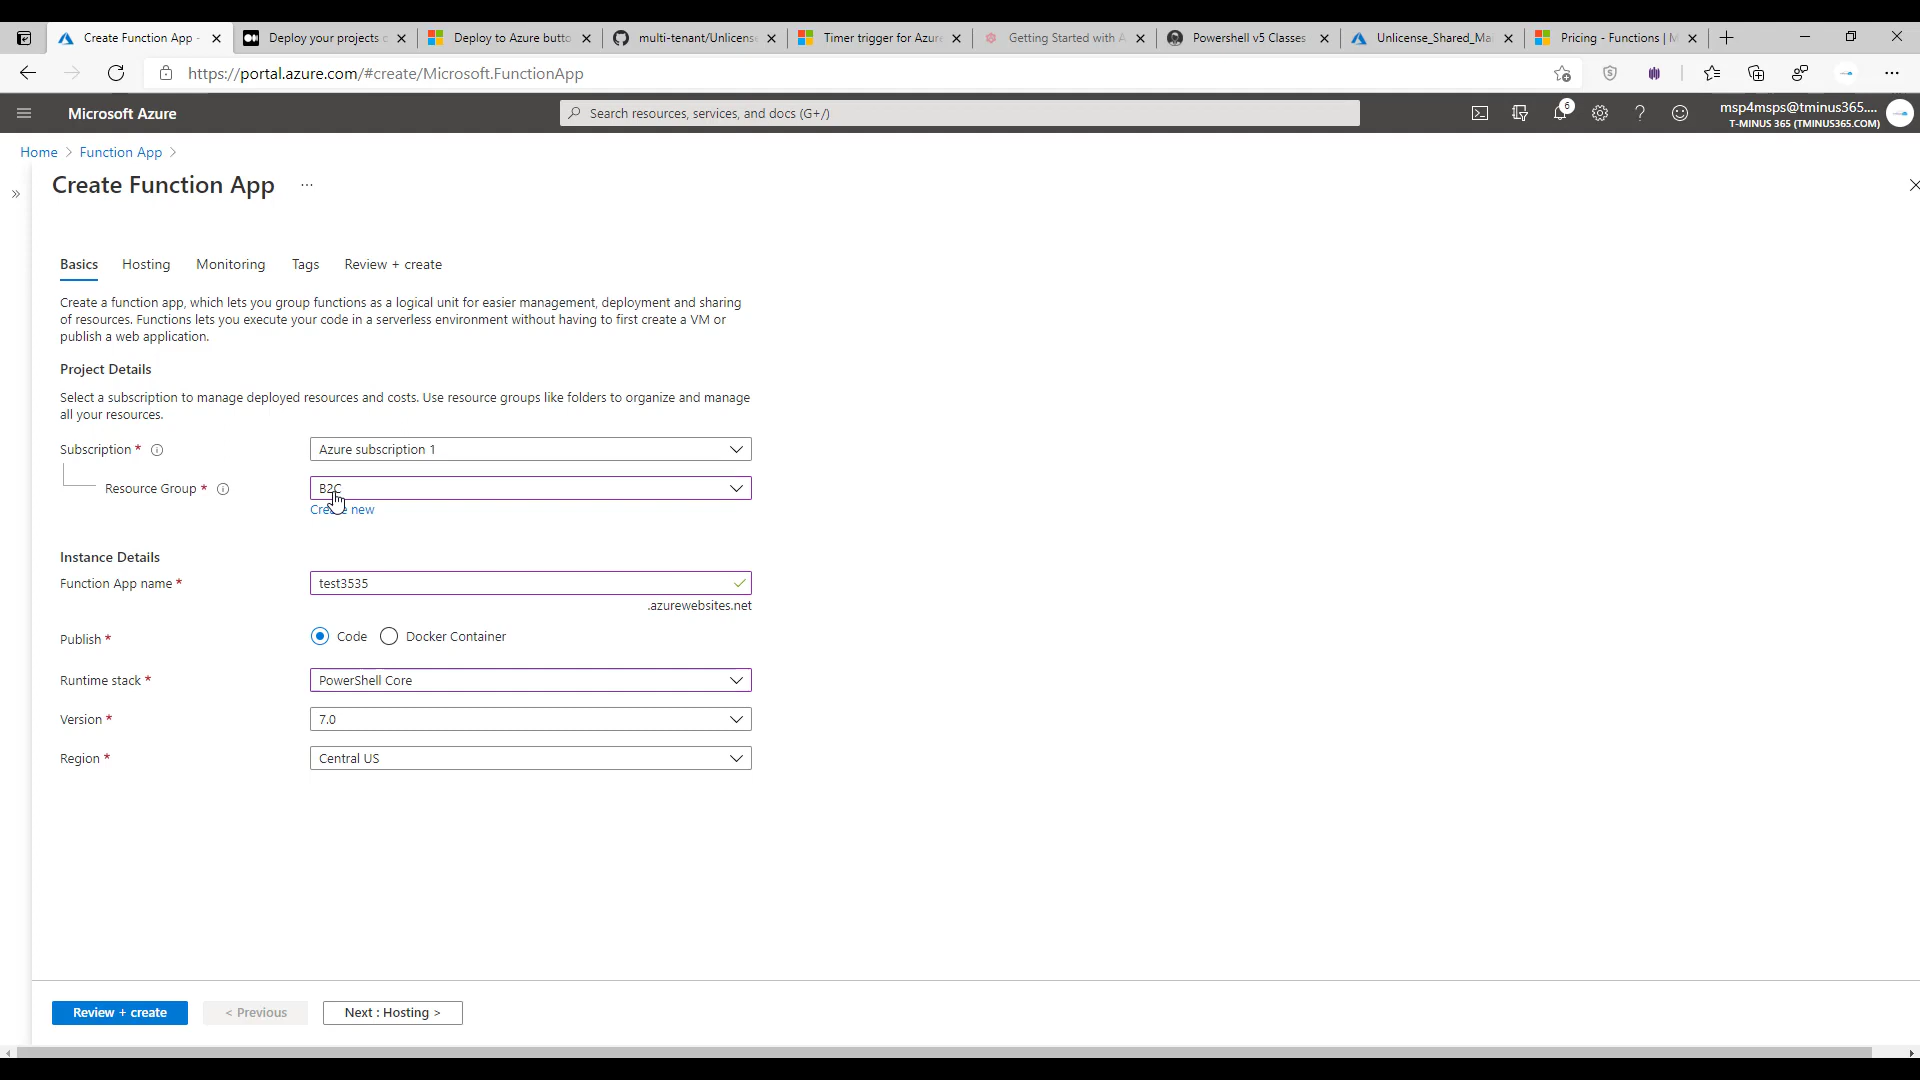 Create Function App -
Deploy your projects
Deploy to Azure butto
multi-tenant/Unlicense
Timer trigger for Azure
Getting Started with A
Powershell v5 Classes
Unlicense_Shared_Ma
Pricing - Functions | M
https://portal.azure.com/#create/Microsoft.FunctionApp
Microsoft Azure
Search resources, services, and docs (G+/)
6
msp4msps@tminus365....
T-MINUS 365 (TMINUS365.COM)
Home > Function App >
Create Function App ...
Basics
Hosting
Monitoring
Tags
Review + create
Create a function app, which lets you group functions as a logical unit for easier management, deployment and sharing
of resources. Functions lets you execute your code in a serverless environment without having to first create a VM or
publish a web application.
Project Details
Select a subscription to manage deployed resources and costs. Use resource groups like folders to organize and manage
all your resources.
Subscription *
Azure subscription 1
Resource Group *
B2C
Create new
Instance Details
Function App name *
test3535
.azurewebsites.net
Publish *
Code
Docker Container
Runtime stack *
PowerShell Core
Version *
7.0
Region *
Central US
Review + create
< Previous
Next : Hosting >